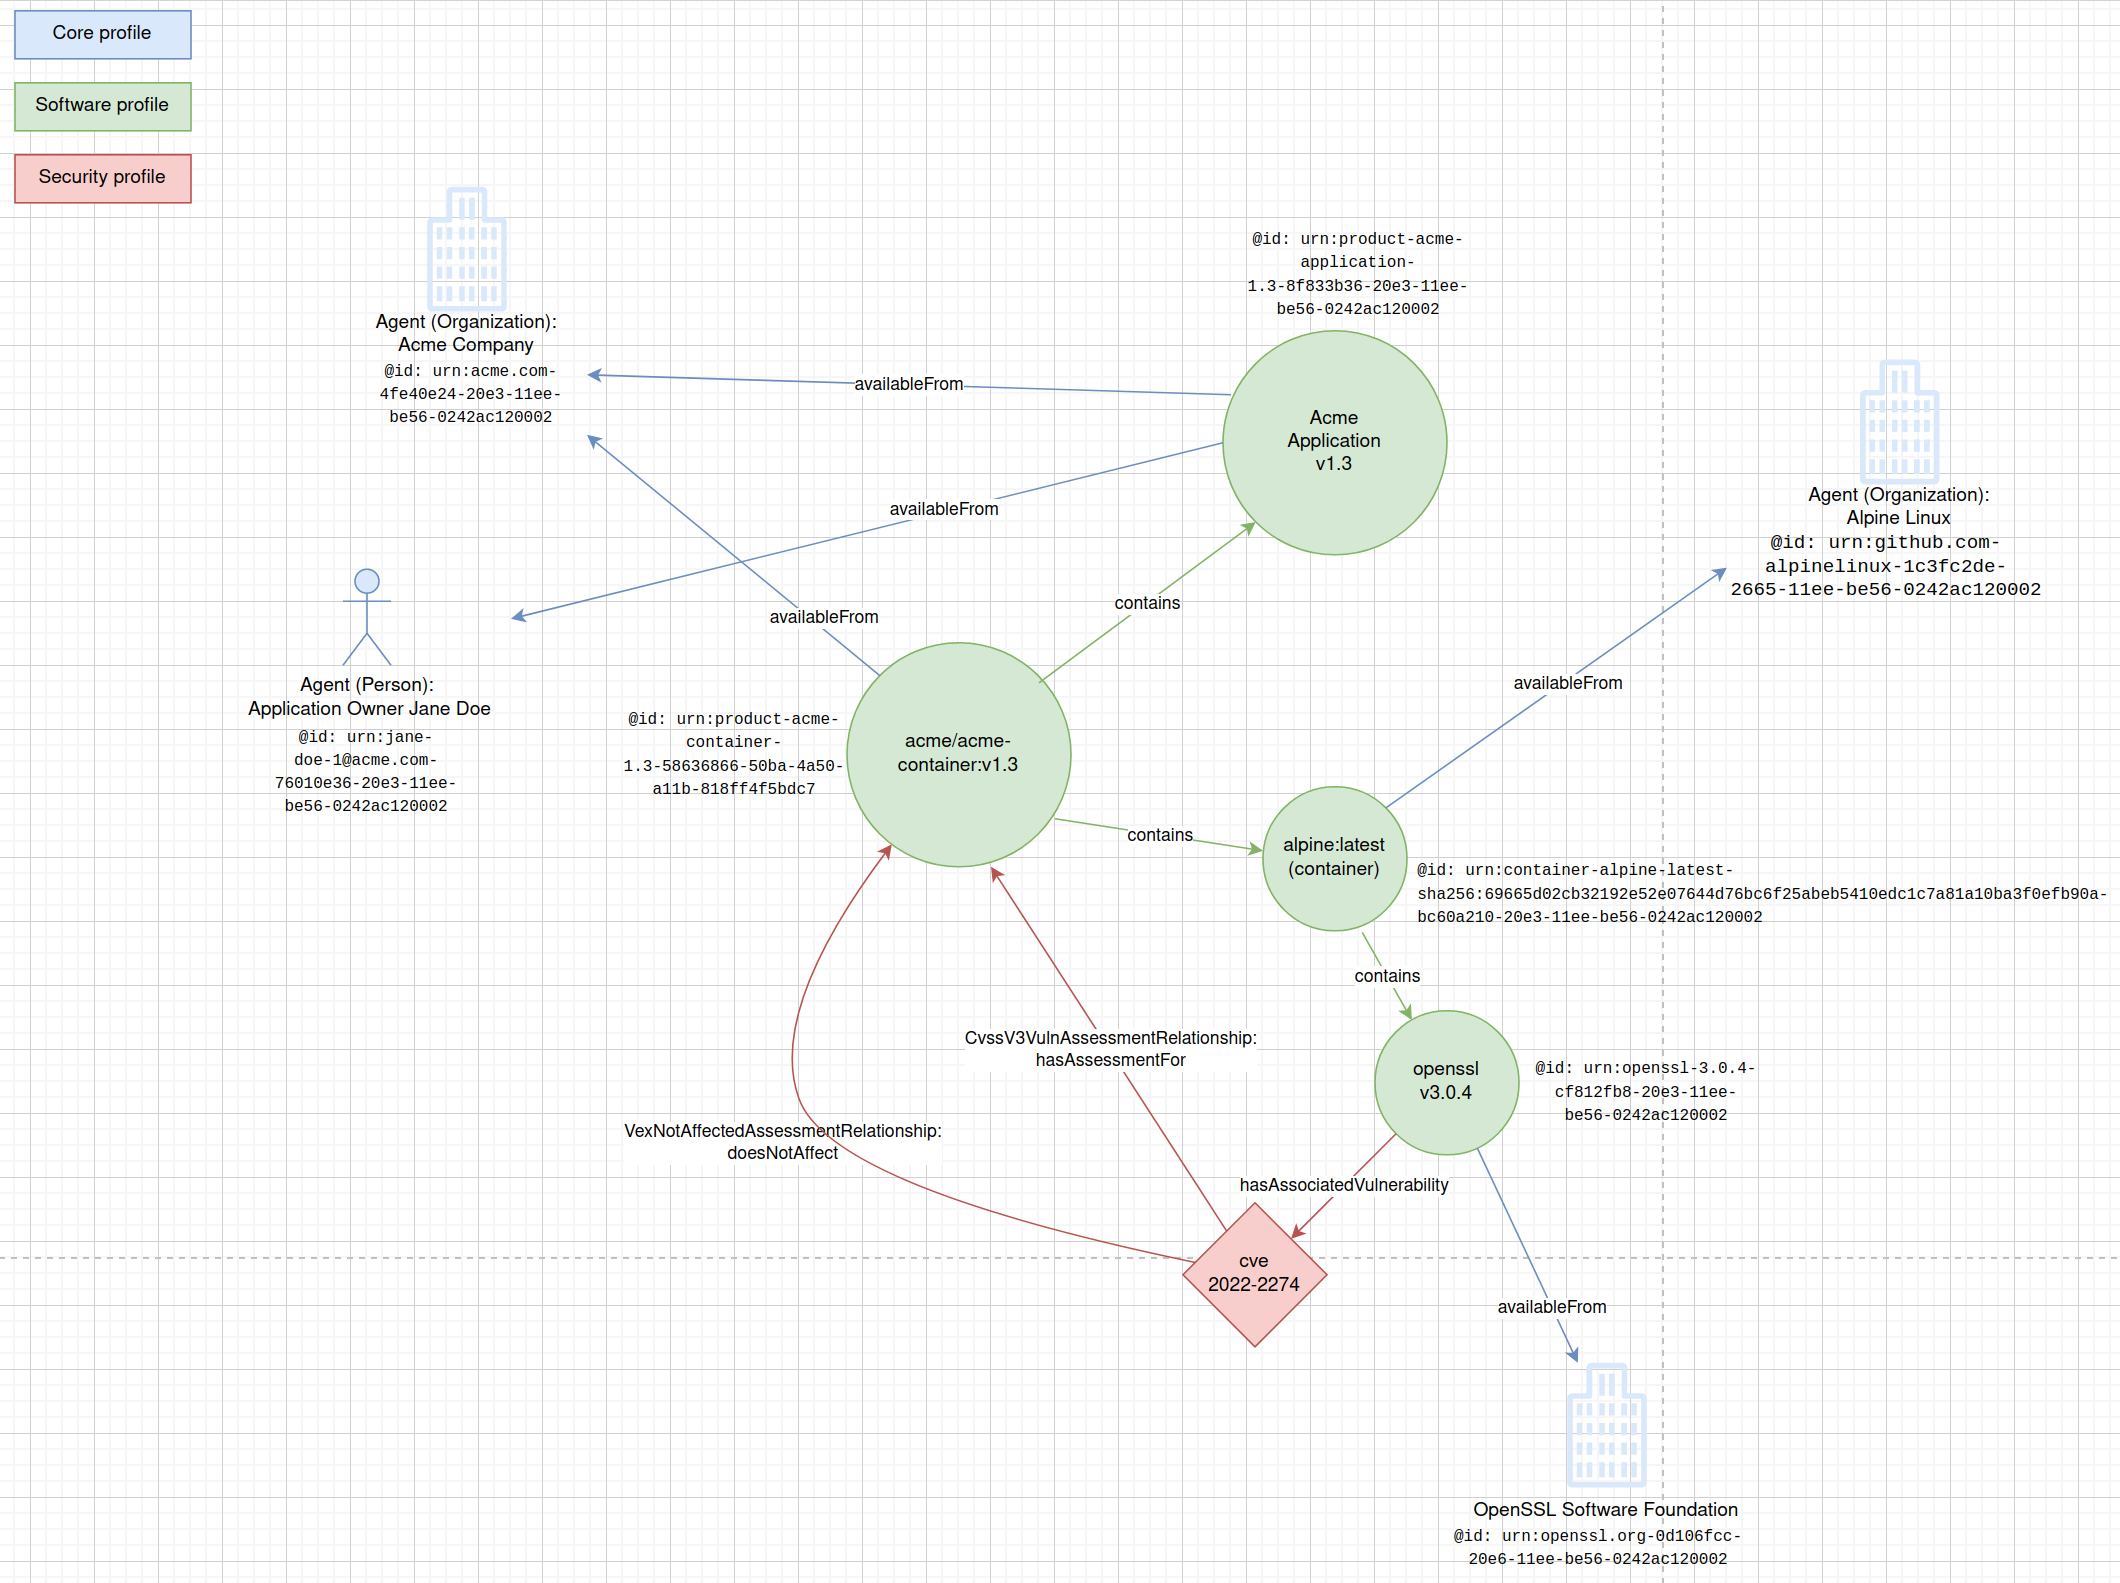 Core profile
Software profile
Security profile
Agent (Organization):
Acme Company
@id: urn:acme.com-
4fe40e24-20e3-11ee-
be56-0242ac120002
@id: urn:product-acme-
application-
1.3-8f833b36-20e3-11ee-
be56-0242ac120002
availableFrom
Acme
Application
v1.3
availableFrom
Agent (Organization):
Alpine Linux
@id: urn:github.com-
alpinelinux-1c3fc2de-
2665-11ee-be56-0242ac120002
availableFrom
contains
availableFrom
Agent (Person):
Application Owner Jane Doe
@id: urn:jane-
doe-1@acme.com-
76010e36-20e3-11ee-
be56-0242ac120002
@id: urn:product-acme-
container-
1.3-58636866-50ba-4a50-
a11b-818ff4f5bdc7
acme/acme-
container:v1.3
contains
alpine:latest
(container)
@id: urn:container-alpine-latest-
sha256:69665d02cb32192e52e07644d76bc6f25abeb5410edc1c7a81a10ba3f0efb90a-
bc60a210-20e3-11ee-be56-0242ac120002
contains
CvssV3VulnAssessmentRelationship:
hasAssessmentFor
openssl
v3.0.4
@id: urn:openssl-3.0.4-
cf812fb8-20e3-11ee-
be56-0242ac120002
VexNotAffectedAssessmentRelationship:
doesNotAffect
hasAssociatedVulnerability
cve
2022-2274
availableFrom
OpenSSL Software Foundation
@id: urn:openssl.org-0d106fcc-
20e6-11ee-be56-0242ac120002